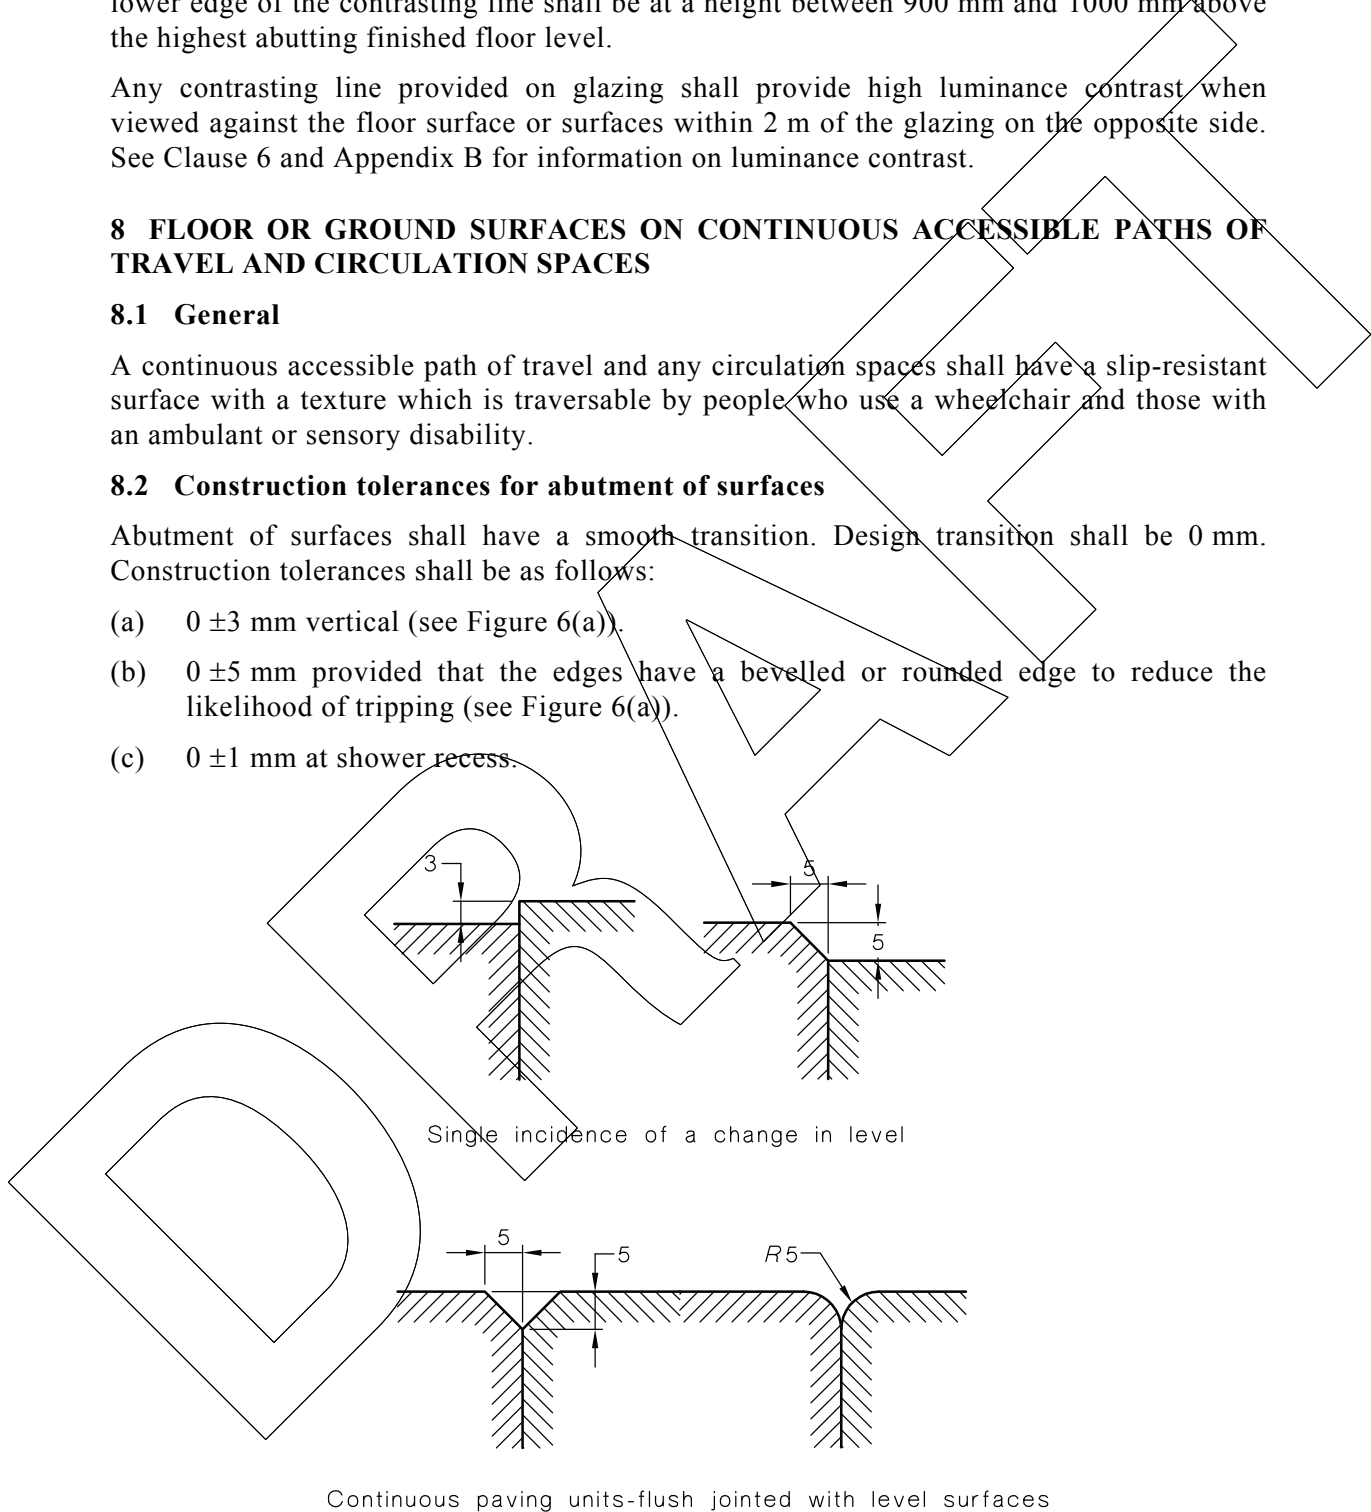 lower edge of the contrasting line shall be at a height between 900 mm and 1000 mm above
the highest abutting finished floor level.
Any contrasting line provided on glazing shall provide high luminance contrast when
viewed against the floor surface or surfaces within 2 m of the glazing on the opposite side.
See Clause 6 and Appendix B for information on luminance contrast.
8 FLOOR OR GROUND SURFACES ON CONTINUOUS ACCESSIBLE PATHS OF
TRAVEL AND CIRCULATION SPACES
8.1 General
A continuous accessible path of travel and any circulation spaces shall have a slip-resistant
surface with a texture which is traversable by people who use a wheelchair and those with
an ambulant or sensory disability.
8.2 Construction tolerances for abutment of surfaces
Abutment of surfaces shall have a smooth transition. Design transition shall be 0 mm.
Construction tolerances shall be as follows:
(a) 0 ±3 mm vertical (see Figure 6(a)).
(b) 0 ±5 mm provided that the edges have a bevelled or rounded edge to reduce the
likelihood of tripping (see Figure 6(a)).
(c) 0 ±1 mm at shower recess.
3
5
5
Single incidence of a change in level
5
5
R5
Continuous paving units-flush jointed with level surfaces
DRAFT